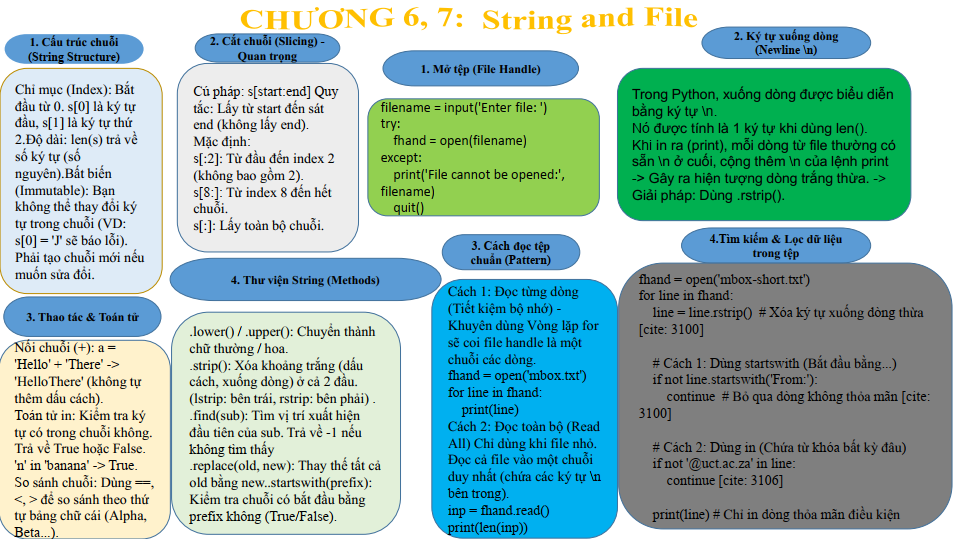 CHƯƠNG 6, 7: String and File
1. Cấu trúc chuỗi
(String Structure)
Chỉ mục (Index): Bắt
đầu từ 0. s[0] là ký tự
đầu, s[1] là ký tự thứ
2.Độ dài: len(s) trả về
số ký tự (số
nguyên).Bất biến
(Immutable): Bạn
không thể thay đổi ký
tự trong chuỗi (VD:
s[0] = 'J' sẽ báo lỗi).
Phải tạo chuỗi mới nếu
muốn sửa đổi.
2. Cắt chuỗi (Slicing) -
Quan trọng
Cú pháp: s[start:end] Quy
tắc: Lấy từ start đến sát
end (không lấy end).
Mặc định:
s[:2]: Từ đầu đến index 2
(không bao gồm 2).
s[8:]: Từ index 8 đến hết
chuỗi.
s[:]: Lấy toàn bộ chuỗi.
1. Mở tệp (File Handle)
filename = input('Enter file: ')
try:
fhand = open(filename)
except:
print('File cannot be opened:',
filename)
quit()
2. Ký tự xuống dòng
(Newline \n)
Trong Python, xuống dòng được biểu diễn
bằng ký tự \n.
Nó được tính là 1 ký tự khi dùng len().
Khi in ra (print), mỗi dòng từ file thường có
sẵn \n ở cuối, cộng thêm \n của lệnh print
-> Gây ra hiện tượng dòng trắng thừa. ->
Giải pháp: Dùng .rstrip().
3. Thao tác & Toán tử
Nối chuỗi (+): a =
'Hello' + 'There' ->
'HelloThere' (không tự
thêm dấu cách).
Toán tử in: Kiểm tra ký
tự có trong chuỗi không.
Trả về True hoặc False.
'n' in 'banana' -> True.
So sánh chuỗi: Dùng ==,
<, > để so sánh theo thứ
tự bảng chữ cái (Alpha,
Beta...).
4. Thư viện String (Methods)
.lower() / .upper(): Chuyển thành
chữ thường / hoa.
.strip(): Xóa khoảng trắng (dấu
cách, xuống dòng) ở cả 2 đầu.
(lstrip: bên trái, rstrip: bên phải) .
.find(sub): Tìm vị trí xuất hiện
đầu tiên của sub. Trả về -1 nếu
không tìm thấy
.replace(old, new): Thay thế tất cả
old bằng new..startswith(prefix):
Kiểm tra chuỗi có bắt đầu bằng
prefix không (True/False).
3. Cách đọc tệp
chuẩn (Pattern)
Cách 1: Đọc từng dòng
(Tiết kiệm bộ nhớ) -
Khuyên dùng Vòng lặp for
sẽ coi file handle là một
chuỗi các dòng.
fhand = open('mbox.txt')
for line in fhand:
print(line)
Cách 2: Đọc toàn bộ (Read
All) Chỉ dùng khi file nhỏ.
Đọc cả file vào một chuỗi
duy nhất (chứa các ký tự \n
bên trong).
inp = fhand.read()
print(len(inp))
4.Tìm kiếm & Lọc dữ liệu
trong tệp
fhand = open('mbox-short.txt')
for line in fhand:
line = line.rstrip() # Xóa ký tự xuống dòng thừa
[cite: 3100]
# Cách 1: Dùng startswith (Bắt đầu bằng...)
if not line.startswith('From:'):
continue # Bỏ qua dòng không thỏa mãn [cite:
3100]
# Cách 2: Dùng in (Chứa từ khóa bất kỳ đâu)
if not '@uct.ac.za' in line:
continue [cite: 3106]
print(line) # Chỉ in dòng thỏa mãn điều kiện